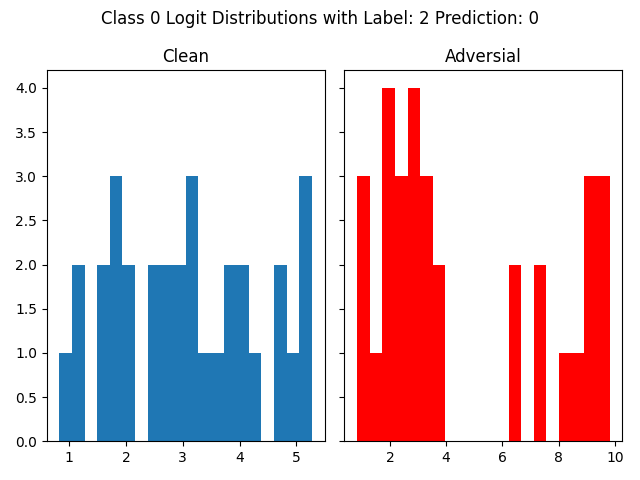 Class 0 Logit Distributions with Label: 2 Prediction: 0
Clean
Adversial
4.0
3.5
3.0
2.5
2.0
1.5
1.0
0.5
0.0
1 2 3 4 5
2 4 6 8 10